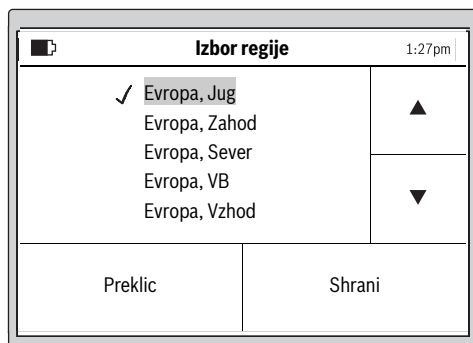 Izbor regije 1:27pm
Evropa, Jug
Evropa, Zahod
Evropa, Sever
Evropa, VB
Evropa, Vzhod
Preklic Shrani